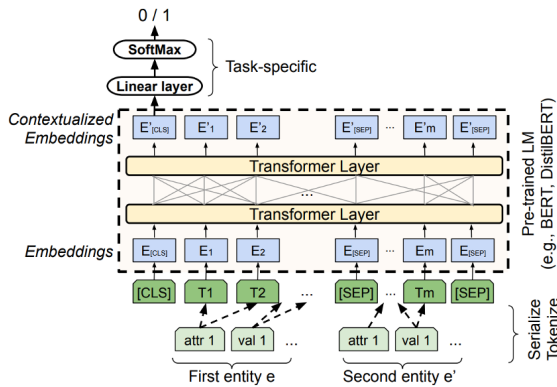 0 / 1
SoftMax
Linear layer
Task-specific
Contextualized Embeddings
E'[CLS] E'1 E'2 E'[SEP] ... E'm E'[SEP]
Transformer Layer
...
Transformer Layer
Embeddings
E[CLS] E1 E2 E[SEP] ... Em E[SEP]
[CLS] T1 T2 ... [SEP] ... Tm [SEP]
attr 1 val 1 ... attr 1 val 1 ...
First entity e Second entity e'
Pre-trained LM
(e.g., BERT, DistilBERT)
Serialize
Tokenize